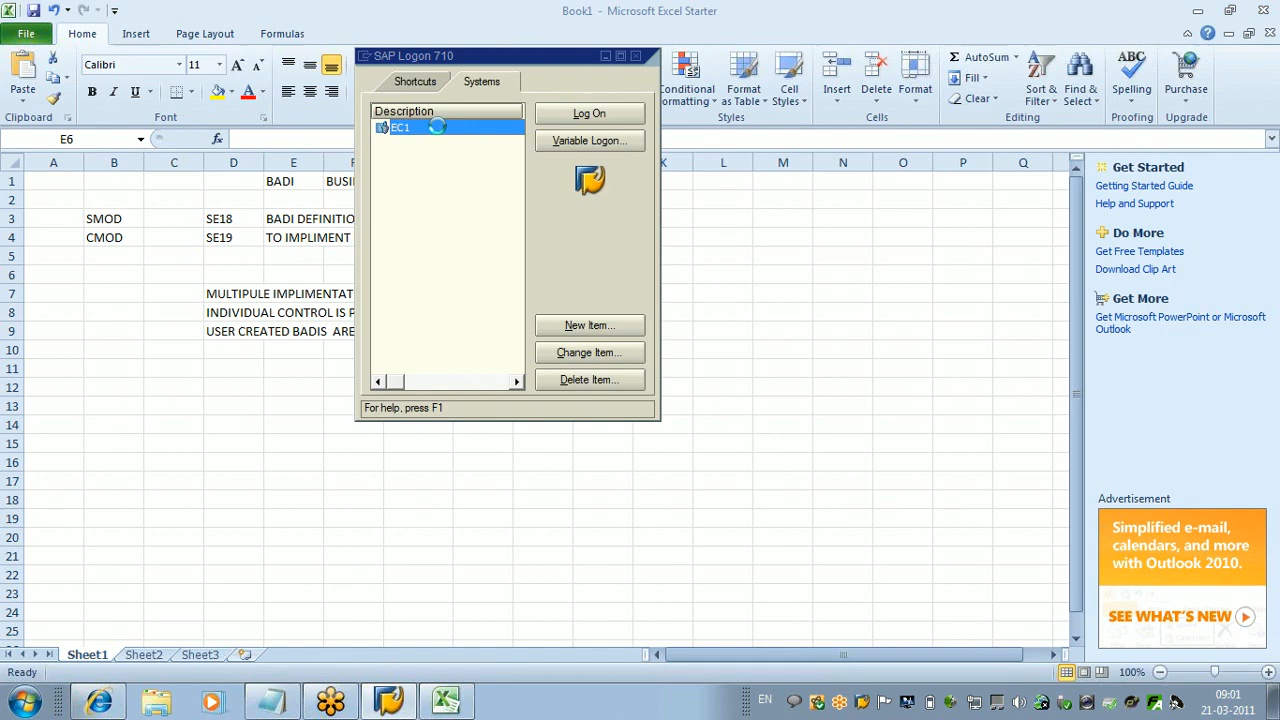 Book1 - Microsoft Excel Starter
File Home Insert Page Layout Formulas
Paste
Clipboard
Calibri 11
B I U A
Font
Conditional Formatting
Format as Table
Cell Styles
Styles
Insert Delete Format
Cells
AutoSum
Fill
Clear
Sort & Filter
Find & Select
Editing
ABC
Spelling
Proofing
Purchase
Upgrade
SAP Logon 710
Shortcuts Systems
Description
EC1
Log On
Variable Logon...
New Item...
Change Item...
Delete Item...
For help, press F1
E6 fx
A B C D E F K L M N O P Q
1 BADI BUSI
2
3 SMOD SE18 BADI DEFINITIO
4 CMOD SE19 TO IMPLIMENT
5
6
7 MULTIPULE IMPLIMENTAT
8 INDIVIDUAL CONTROL IS P
9 USER CREATED BADIS ARE
10
11
12
13
14
15
16
17
18
19
20
21
22
23
24
25
Get Started
Getting Started Guide
Help and Support
Do More
Get Free Templates
Download Clip Art
Get More
Get Microsoft PowerPoint or Microsoft Outlook
Advertisement
Simplified e-mail,
calendars, and more
with Outlook 2010.
SEE WHAT'S NEW
Sheet1 Sheet2 Sheet3
Ready 100%
EN
09:01
21-03-2011